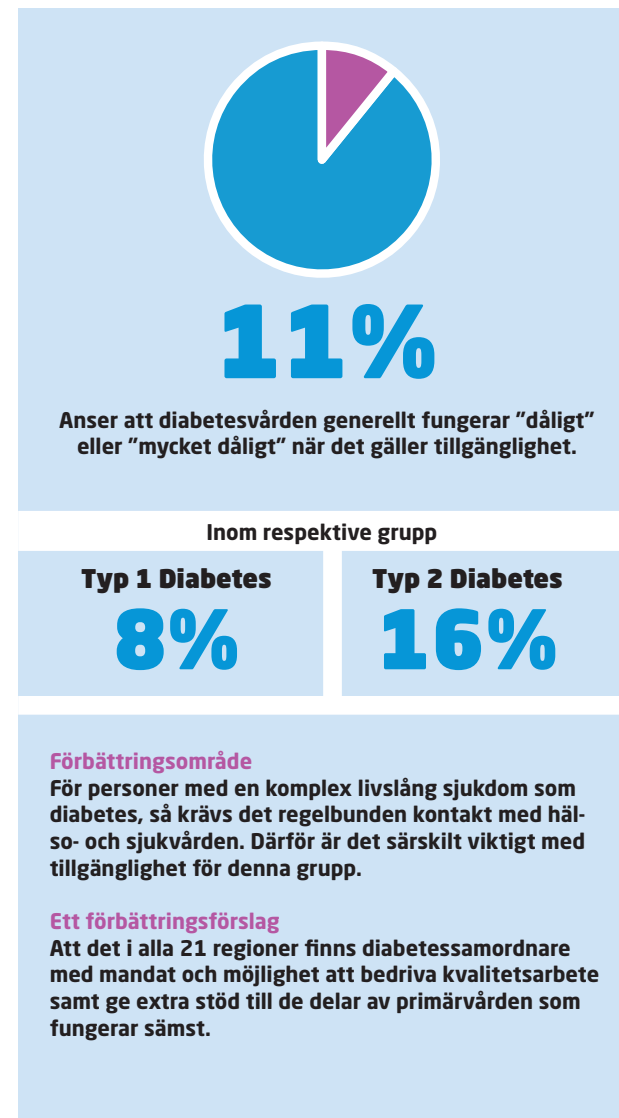 11%
Anser att diabetesvården generellt fungerar ”dåligt”
eller ”mycket dåligt” när det gäller tillgänglighet.
Inom respektive grupp
Typ 1 Diabetes
8%
Typ 2 Diabetes
16%
Förbättringsområde
För personer med en komplex livslång sjukdom som
diabetes, så krävs det regelbunden kontakt med häl-
so- och sjukvården. Därför är det särskilt viktigt med
tillgänglighet för denna grupp.
Ett förbättringsförslag
Att det i alla 21 regioner finns diabetessamordnare
med mandat och möjlighet att bedriva kvalitetsarbete
samt ge extra stöd till de delar av primärvården som
fungerar sämst.